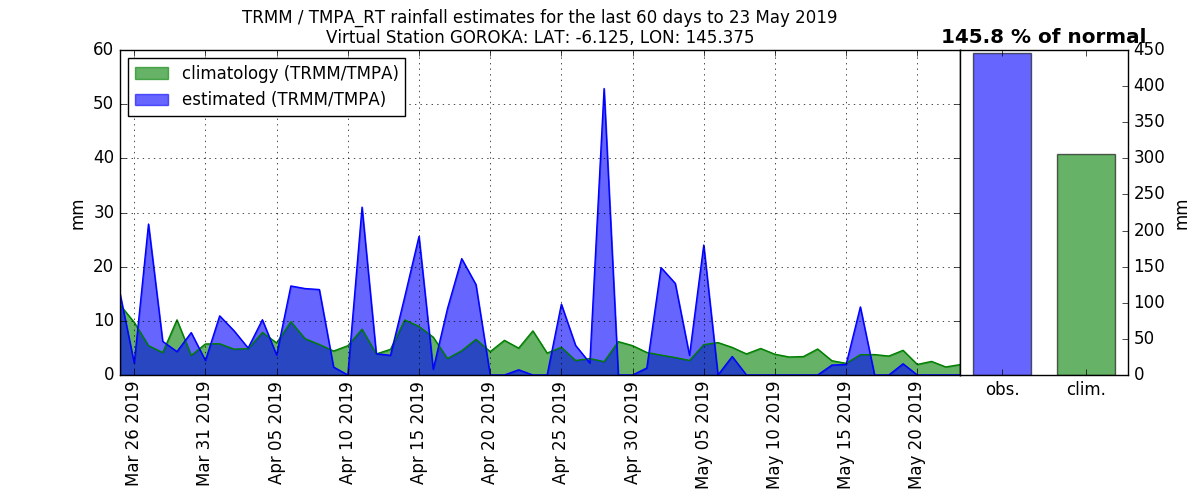 TRMM / TMPA_RT rainfall estimates for the last 60 days to 23 May 2019
Virtual Station GOROKA: LAT: -6.125, LON: 145.375
145.8 % of normal
climatology (TRMM/TMPA)
estimated (TRMM/TMPA)
60
50
40
30
20
10
0
mm
Mar 26 2019
Mar 31 2019
Apr 05 2019
Apr 10 2019
Apr 15 2019
Apr 20 2019
Apr 25 2019
Apr 30 2019
May 05 2019
May 10 2019
May 15 2019
May 20 2019
450
400
350
300
250
200
150
100
50
0
mm
obs.
clim.